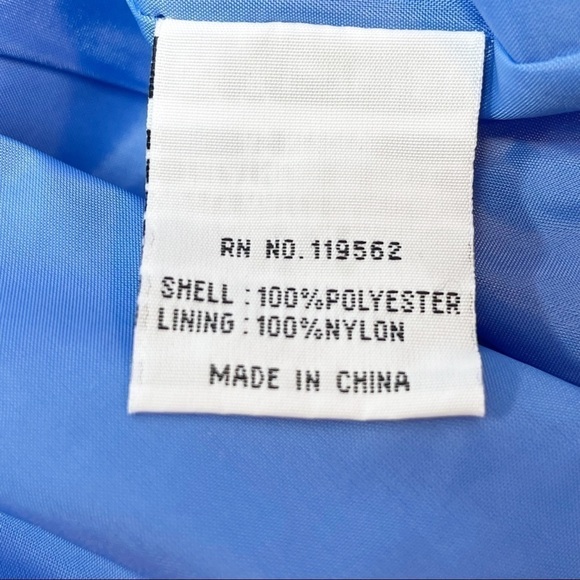 RN NO. 119562
SHELL : 100%POLYESTER
LINING : 100%NYLON
MADE IN CHINA